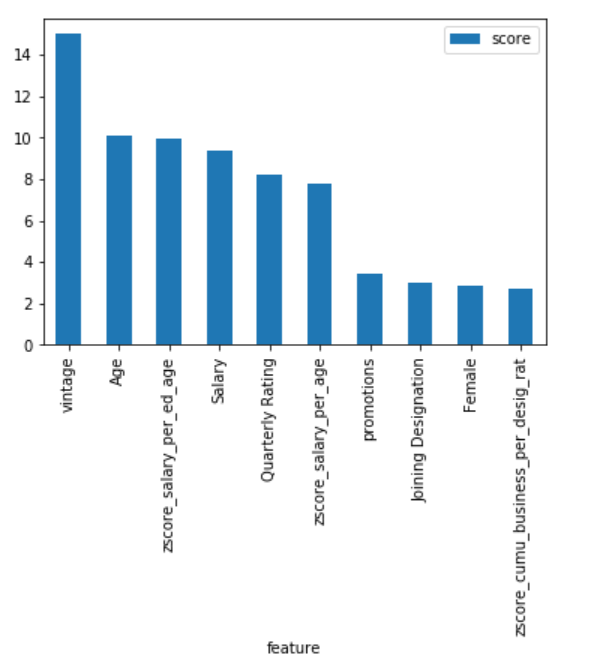 score
14
12
10
8
6
4
2
0
vintage
Age
zscore_salary_per_ed_age
Salary
Quarterly Rating
zscore_salary_per_age
promotions
Joining Designation
Female
zscore_cumu_business_per_desig_rat
feature